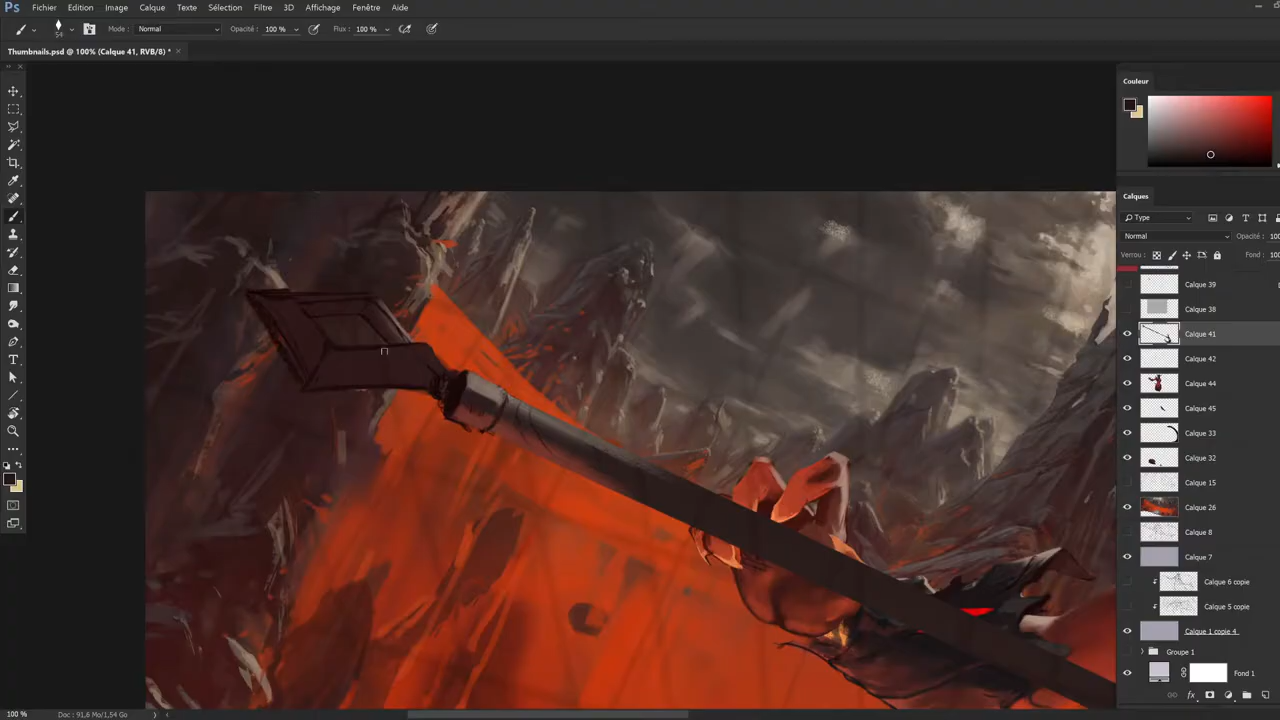 Ps Fichier Edition Image Calque Texte Sélection Filtre 3D Affichage Fenêtre Aide
54 Mode : Normal Opacité : 100 % Flux : 100 %
Thumbnails.psd @ 100% (Calque 41, RVB/8) * ×
Couleur
Calques
Type
Normal Opacité : 100
Verrou : Fond : 100
Calque 39
Calque 38
Calque 41
Calque 42
Calque 44
Calque 45
Calque 33
Calque 32
Calque 15
Calque 26
Calque 8
Calque 7
Calque 6 copie
Calque 5 copie
Calque 1 copie 4
Groupe 1
Fond 1
fx
100 % Doc : 91,6 Mo/1,54 Go